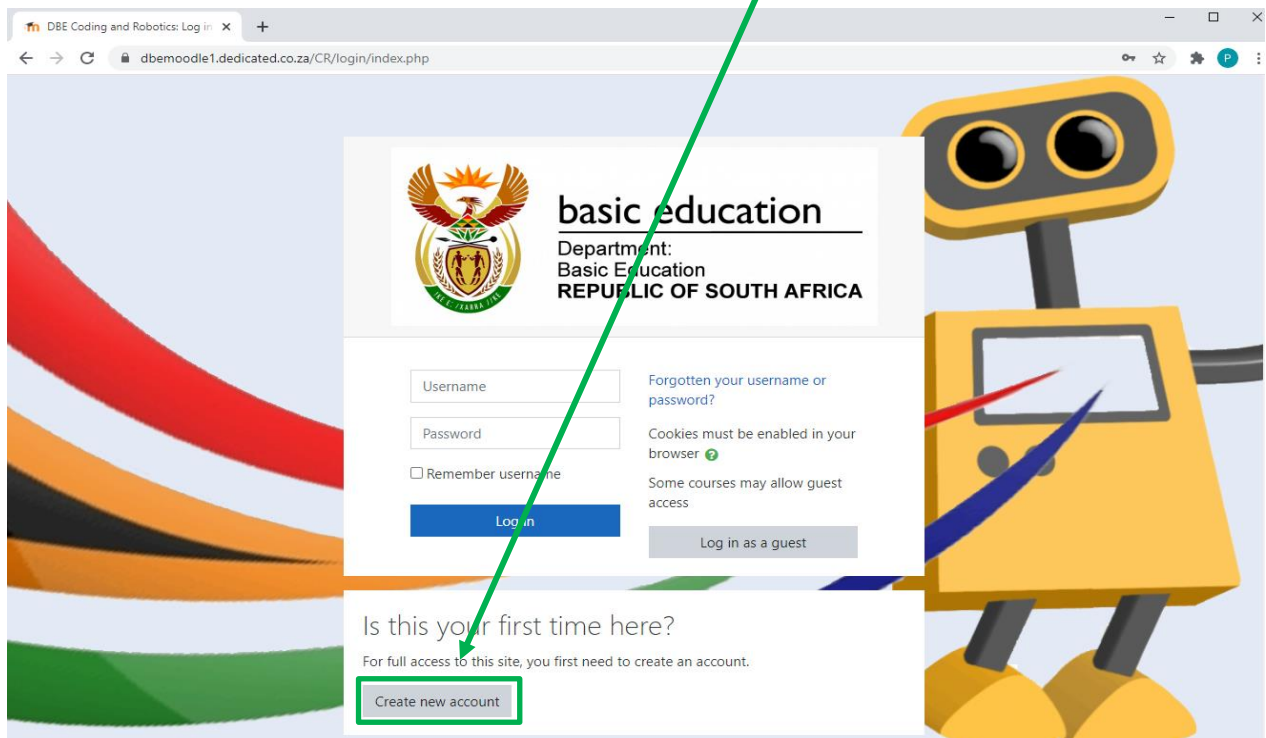 DBE Coding and Robotics: Log in
dbemoodle1.dedicated.co.za/CR/login/index.php
P
basic education
Department:
Basic Education
REPUBLIC OF SOUTH AFRICA
Username
Password
Remember username
Log in
Forgotten your username or
password?
Cookies must be enabled in your
browser
Some courses may allow guest
access
Log in as a guest
Is this your first time here?
For full access to this site, you first need to create an account.
Create new account